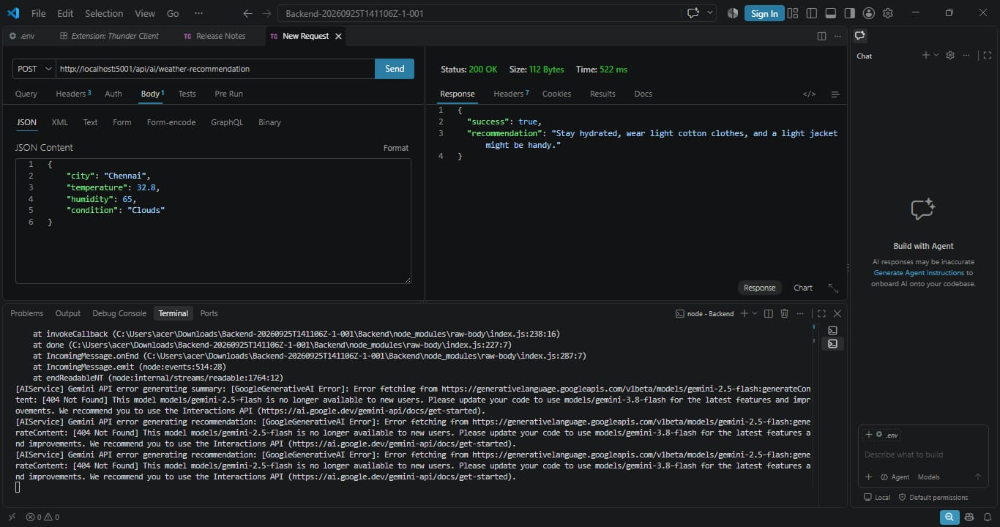 File Edit Selection View Go ··· Backend-20260925T141106Z-1-001 Sign In
.env Extension: Thunder Client TC Release Notes TC New Request
POST http://localhost:5001/api/ai/weather-recommendation Send
Query Headers 3 Auth Body 1 Tests Pre Run
JSON XML Text Form Form-encode GraphQL Binary
JSON Content Format
1 {
2 "city": "Chennai",
3 "temperature": 32.8,
4 "humidity": 65,
5 "condition": "Clouds"
6 }
Status: 200 OK Size: 112 Bytes Time: 522 ms
Response Headers 7 Cookies Results Docs </>
1 {
2 "success": true,
3 "recommendation": "Stay hydrated, wear light cotton clothes, and a light jacket
might be handy."
4 }
Response Chart
Problems Output Debug Console Terminal Ports node - Backend
at invokeCallback (C:\Users\acer\Downloads\Backend-20260925T141106Z-1-001\Backend\node_modules\raw-body\index.js:238:16)
at done (C:\Users\acer\Downloads\Backend-20260925T141106Z-1-001\Backend\node_modules\raw-body\index.js:227:7)
at IncomingMessage.onEnd (C:\Users\acer\Downloads\Backend-20260925T141106Z-1-001\Backend\node_modules\raw-body\index.js:287:7)
at IncomingMessage.emit (node:events:514:28)
at endReadableNT (node:internal/streams/readable:1764:12)
[AIService] Gemini API error generating summary: [GoogleGenerativeAI Error]: Error fetching from https://generativelanguage.googleapis.com/v1beta/models/gemini-2.5-flash:generateCon
tent: [404 Not Found] This model models/gemini-2.5-flash is no longer available to new users. Please update your code to use models/gemini-3.8-flash for the latest features and impr
ovements. We recommend you to use the Interactions API (https://ai.google.dev/gemini-api/docs/get-started).
[AIService] Gemini API error generating recommendation: [GoogleGenerativeAI Error]: Error fetching from https://generativelanguage.googleapis.com/v1beta/models/gemini-2.5-flash:gene
rateContent: [404 Not Found] This model models/gemini-2.5-flash is no longer available to new users. Please update your code to use models/gemini-3.8-flash for the latest features a
nd improvements. We recommend you to use the Interactions API (https://ai.google.dev/gemini-api/docs/get-started).
[AIService] Gemini API error generating recommendation: [GoogleGenerativeAI Error]: Error fetching from https://generativelanguage.googleapis.com/v1beta/models/gemini-2.5-flash:gene
rateContent: [404 Not Found] This model models/gemini-2.5-flash is no longer available to new users. Please update your code to use models/gemini-3.8-flash for the latest features a
nd improvements. We recommend you to use the Interactions API (https://ai.google.dev/gemini-api/docs/get-started).
Chat
Build with Agent
AI responses may be inaccurate
Generate Agent Instructions to
onboard AI onto your codebase.
.env
Describe what to build
Agent Models
Local Default permissions
0 0